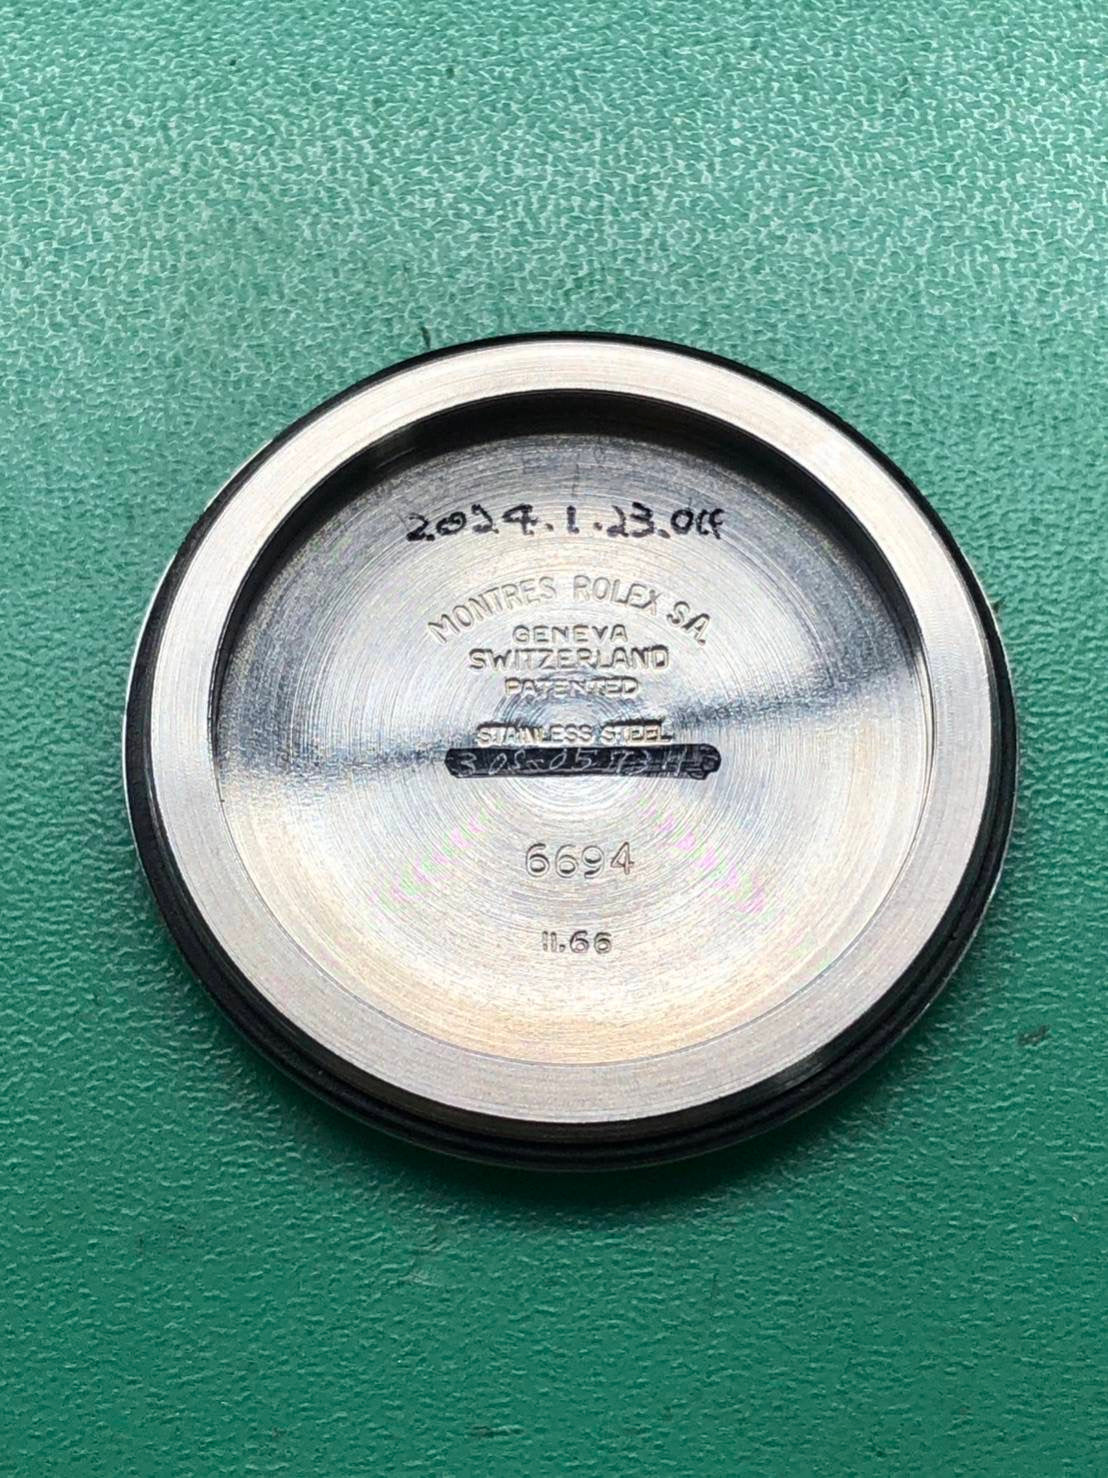 2024.1.23.OH
MONTRES ROLEX S.A.
GENEVA
SWITZERLAND
PATENTED
STAINLESS STEEL
6694
II.66